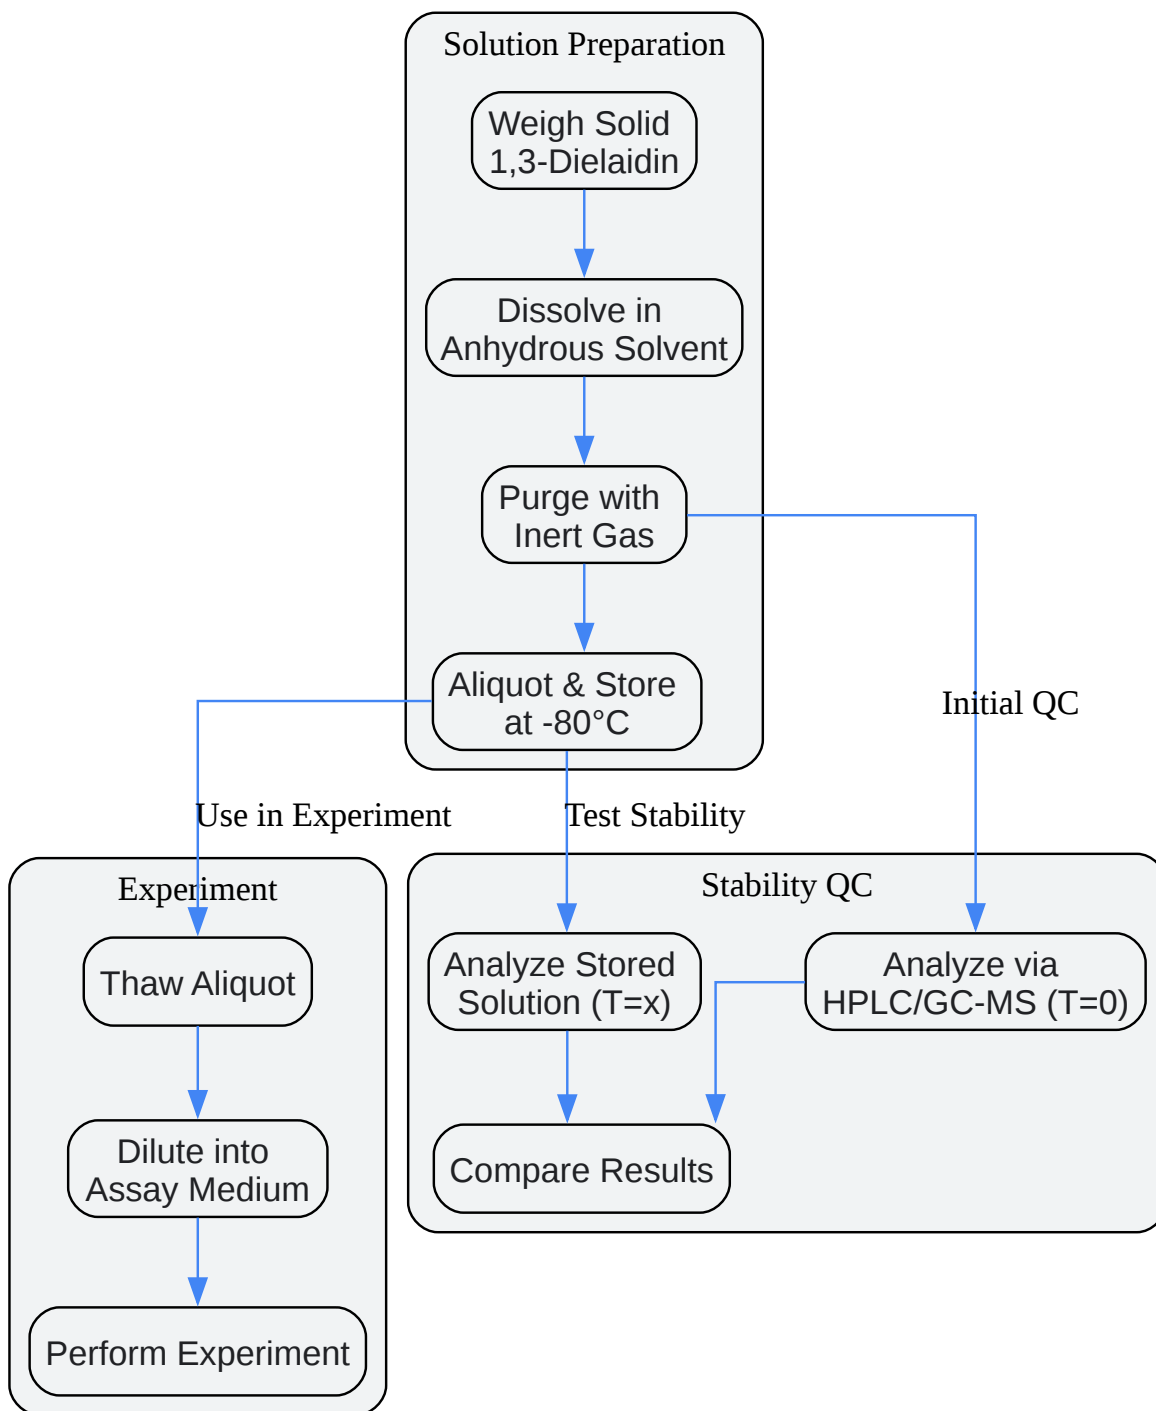 Solution Preparation
Weigh Solid
1,3-Dielaidin
Dissolve in
Anhydrous Solvent
Purge with
Inert Gas
Aliquot & Store
at -80°C
Initial QC
Use in Experiment
Test Stability
Experiment
Thaw Aliquot
Dilute into
Assay Medium
Perform Experiment
Stability QC
Analyze Stored
Solution (T=x)
Analyze via
HPLC/GC-MS (T=0)
Compare Results